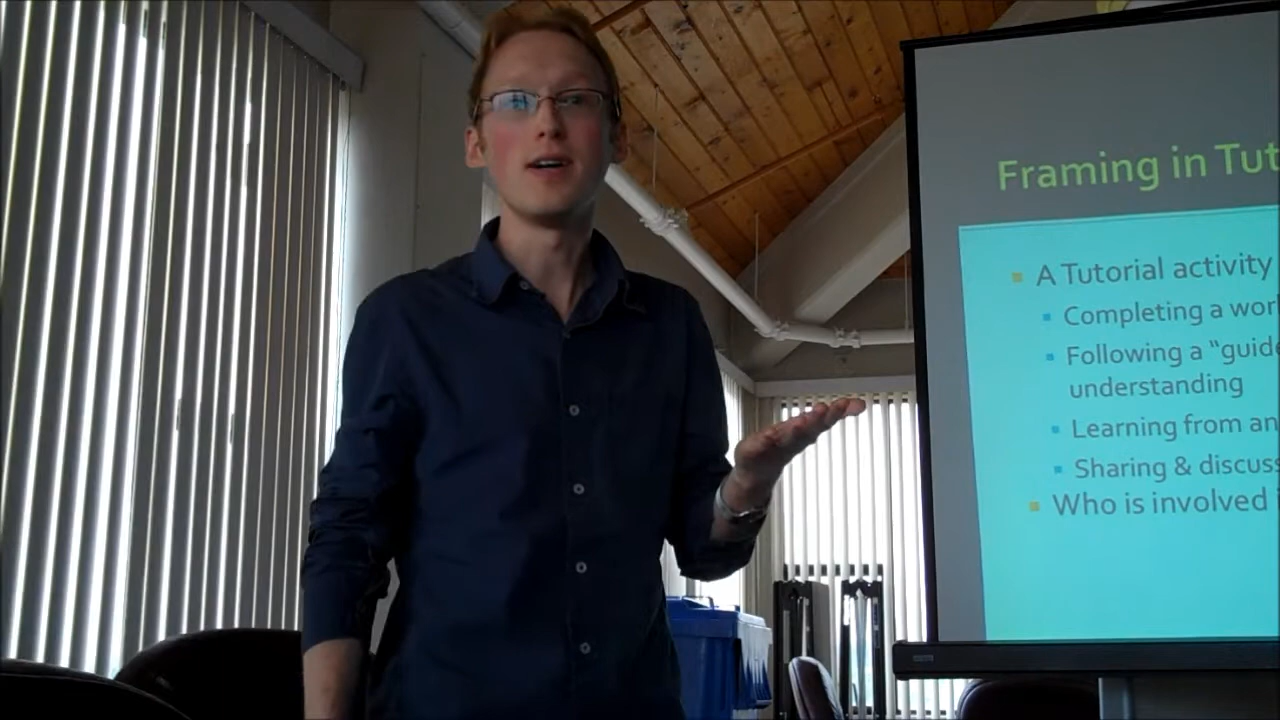 Framing in Tut
A Tutorial activity
Completing a wor
Following a “guide
understanding
Learning from an
Sharing & discuss
Who is involved